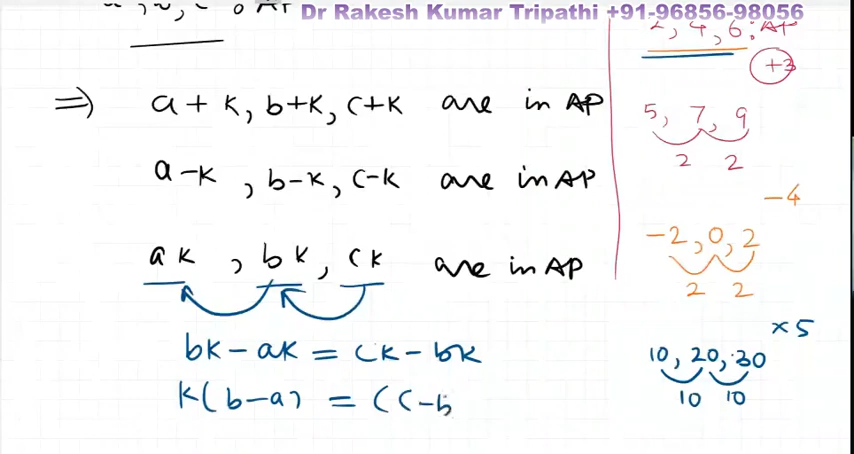 Dr Rakesh Kumar Tripathi +91-96856-98056
⇒ a + k, b+k, c+k are in AP
a-k, b-k, c-k are in AP
ak, bk, ck are in AP
bk - ak = ck - bk
k(b-a) = (c-b
2, 4, 6: AP
+3
5, 7, 9
2 2
-4
-2, 0, 2
2 2
×5
10, 20, 30
10 10